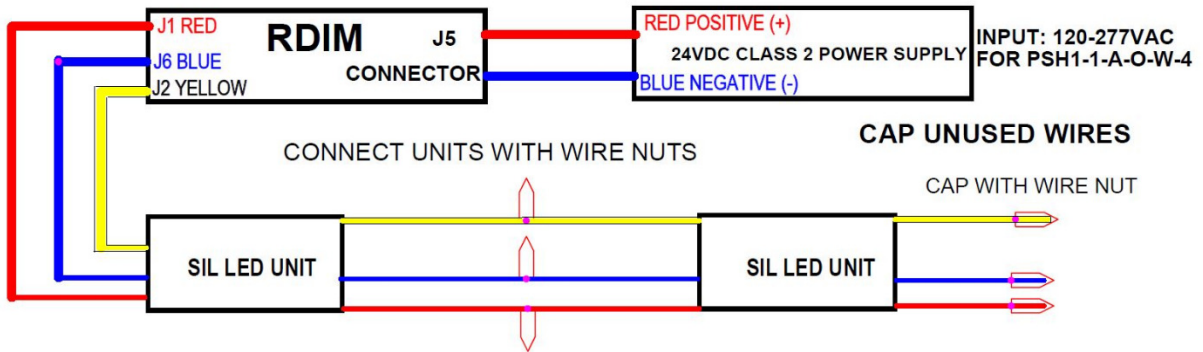 J1 RED
RDIM
J5
J6 BLUE
CONNECTOR
J2 YELLOW
RED POSITIVE (+)
24VDC CLASS 2 POWER SUPPLY
BLUE NEGATIVE (-)
INPUT: 120-277VAC
FOR PSH1-1-A-O-W-4
CAP UNUSED WIRES
CONNECT UNITS WITH WIRE NUTS
CAP WITH WIRE NUT
SIL LED UNIT
SIL LED UNIT